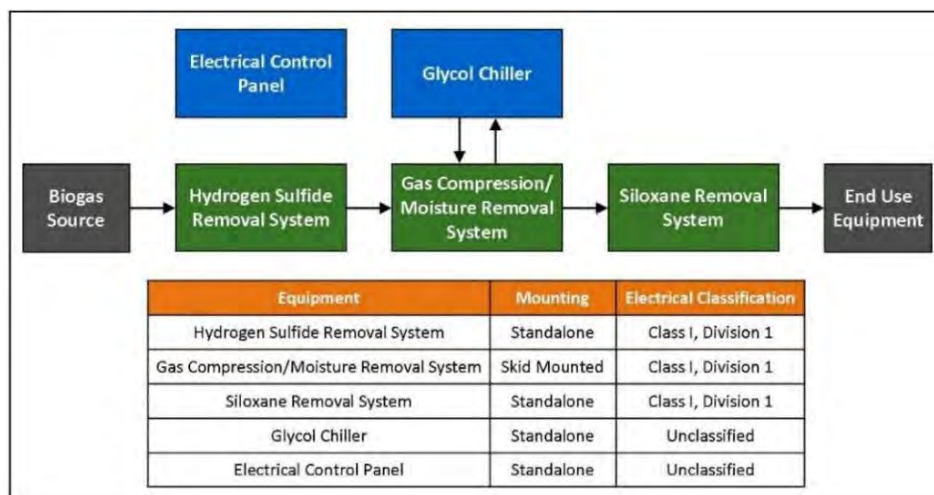 Electrical Control
Panel
Glycol Chiller
Biogas
Source
Hydrogen Sulfide
Removal System
Gas Compression/
Moisture Removal
System
Siloxane Removal
System
End Use
Equipment
Equipment Mounting Electrical Classification
Hydrogen Sulfide Removal System Standalone Class I, Division 1
Gas Compression/Moisture Removal System Skid Mounted Class I, Division 1
Siloxane Removal System Standalone Class I, Division 1
Glycol Chiller Standalone Unclassified
Electrical Control Panel Standalone Unclassified